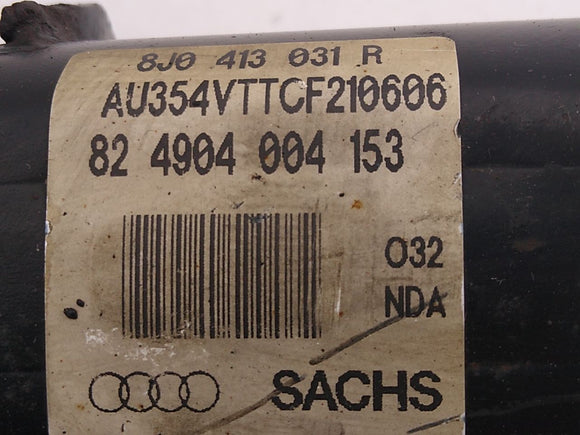 8J0 413 031 R
AU354VTTCF210606
82 4904 004 153
032
NDA
SACHS